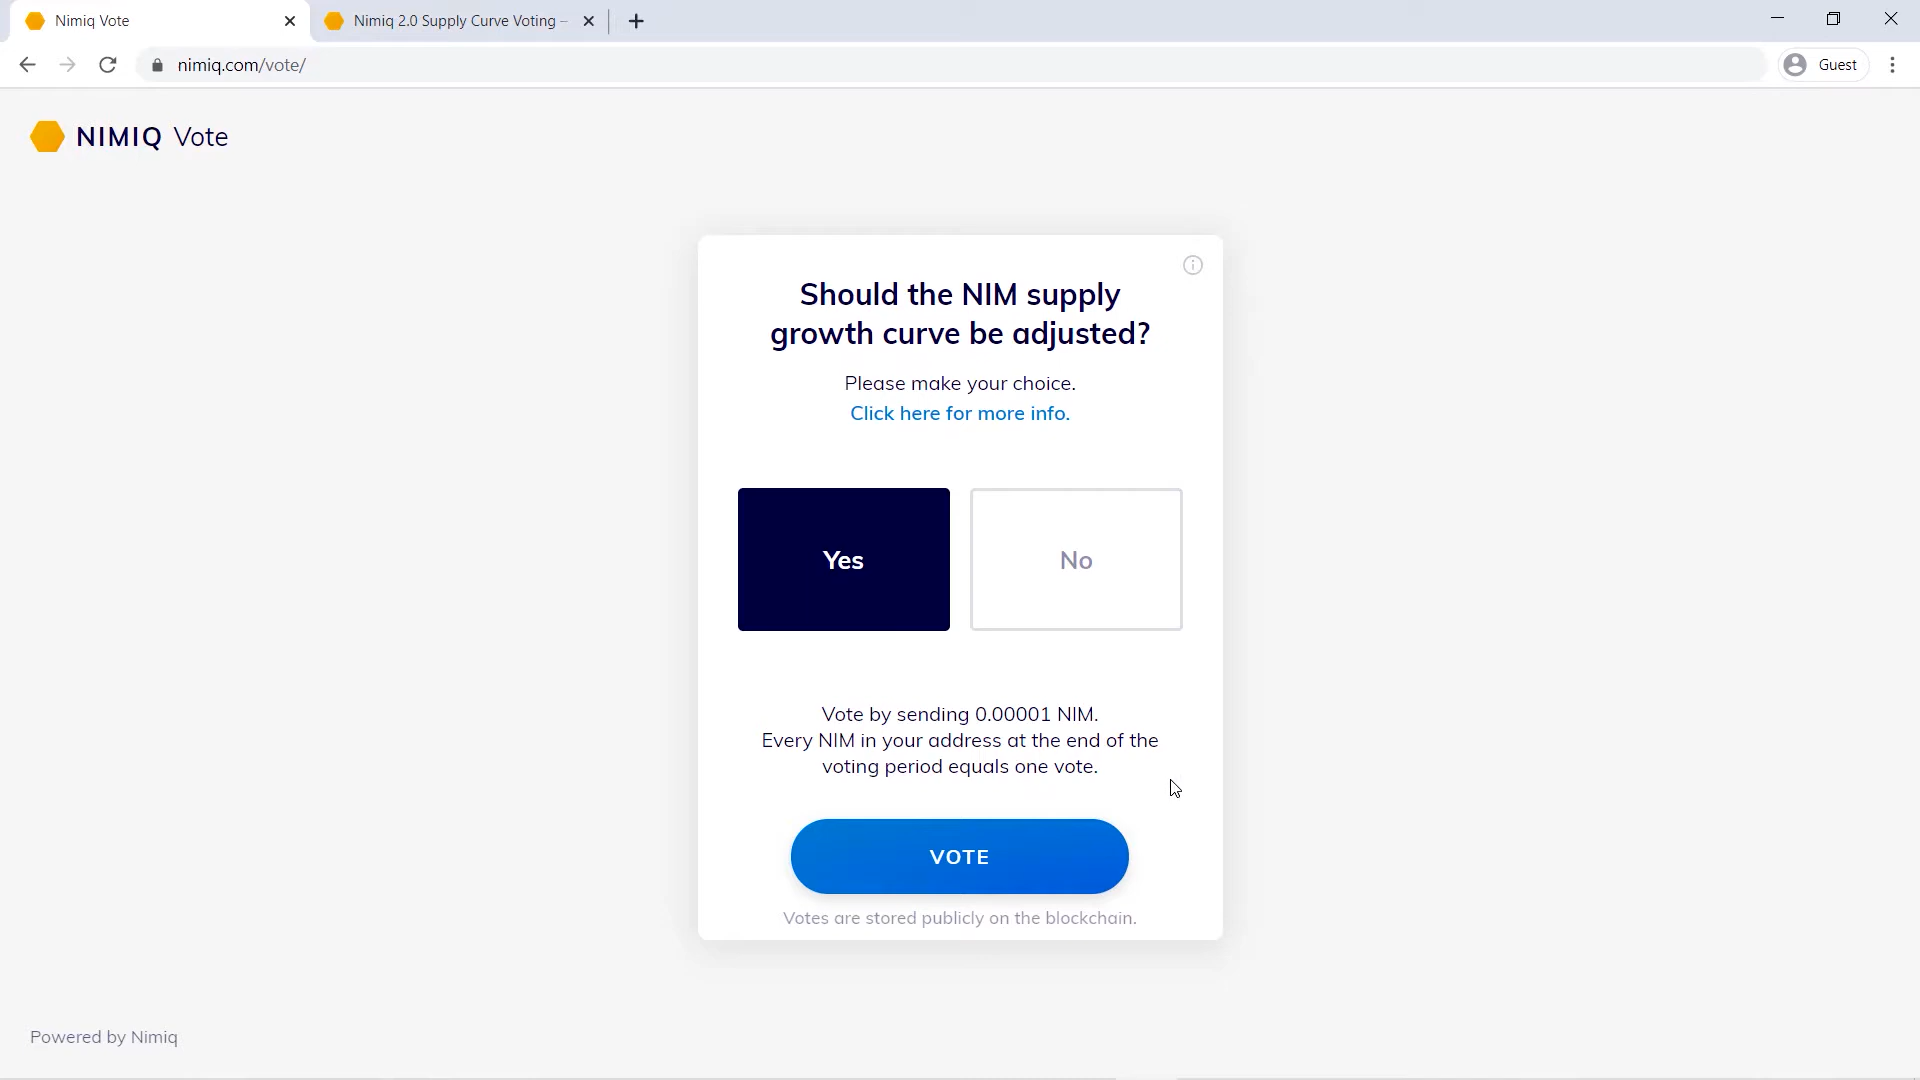 Nimiq Vote
Nimiq 2.0 Supply Curve Voting –
nimiq.com/vote/
Guest
NIMIQ Vote
Should the NIM supply
growth curve be adjusted?
Please make your choice.
Click here for more info.
Yes
No
Vote by sending 0.00001 NIM.
Every NIM in your address at the end of the
voting period equals one vote.
VOTE
Votes are stored publicly on the blockchain.
Powered by Nimiq